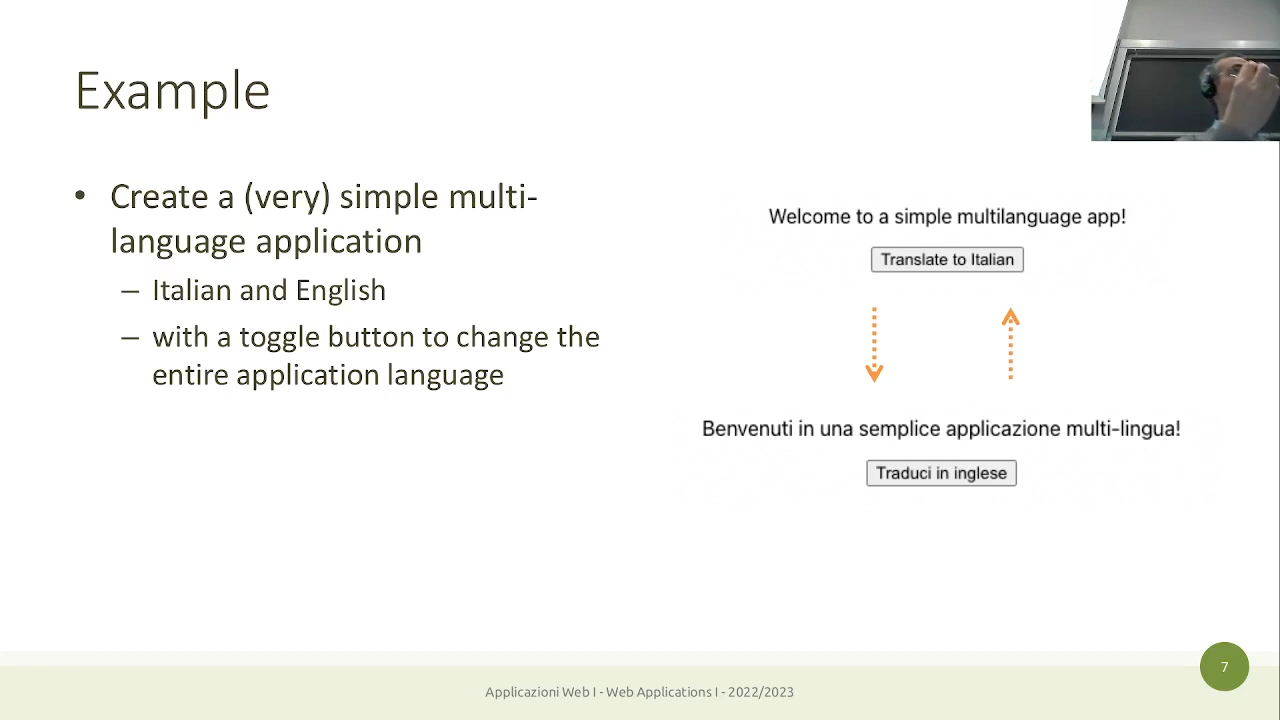 Example
• Create a (very) simple multi-
language application
– Italian and English
– with a toggle button to change the
entire application language
Welcome to a simple multilanguage app!
Translate to Italian
Benvenuti in una semplice applicazione multi-lingua!
Traduci in inglese
7
Applicazioni Web I - Web Applications I - 2022/2023